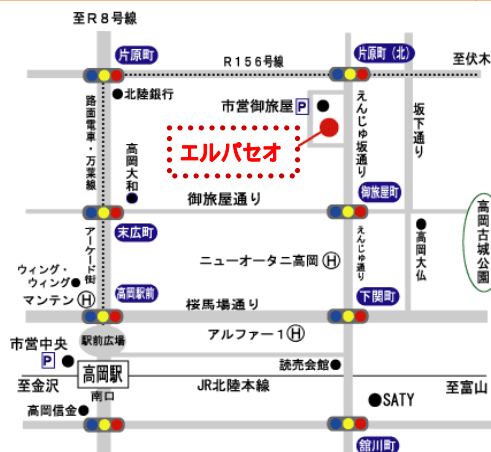 至R8号線
片原町
R156号線
片原町(北)
至伏木
北陸銀行
市営御旅屋 P
路面電車・万葉線
えんじゅ坂通り
坂下通り
エルパセオ
高岡大和
御旅屋通り
御旅屋町
末広町
高岡古城公園
アーケード街
ニューオータニ高岡 H
えんじゅ通り
高岡大仏
ウィング・
ウィング
マンテン H
高岡駅前
桜馬場通り
下関町
市営中央
P
駅前広場
アルファー1 H
読売会館
高岡駅
至金沢
JR北陸本線
至富山
南口
高岡信金
SATY
舘川町